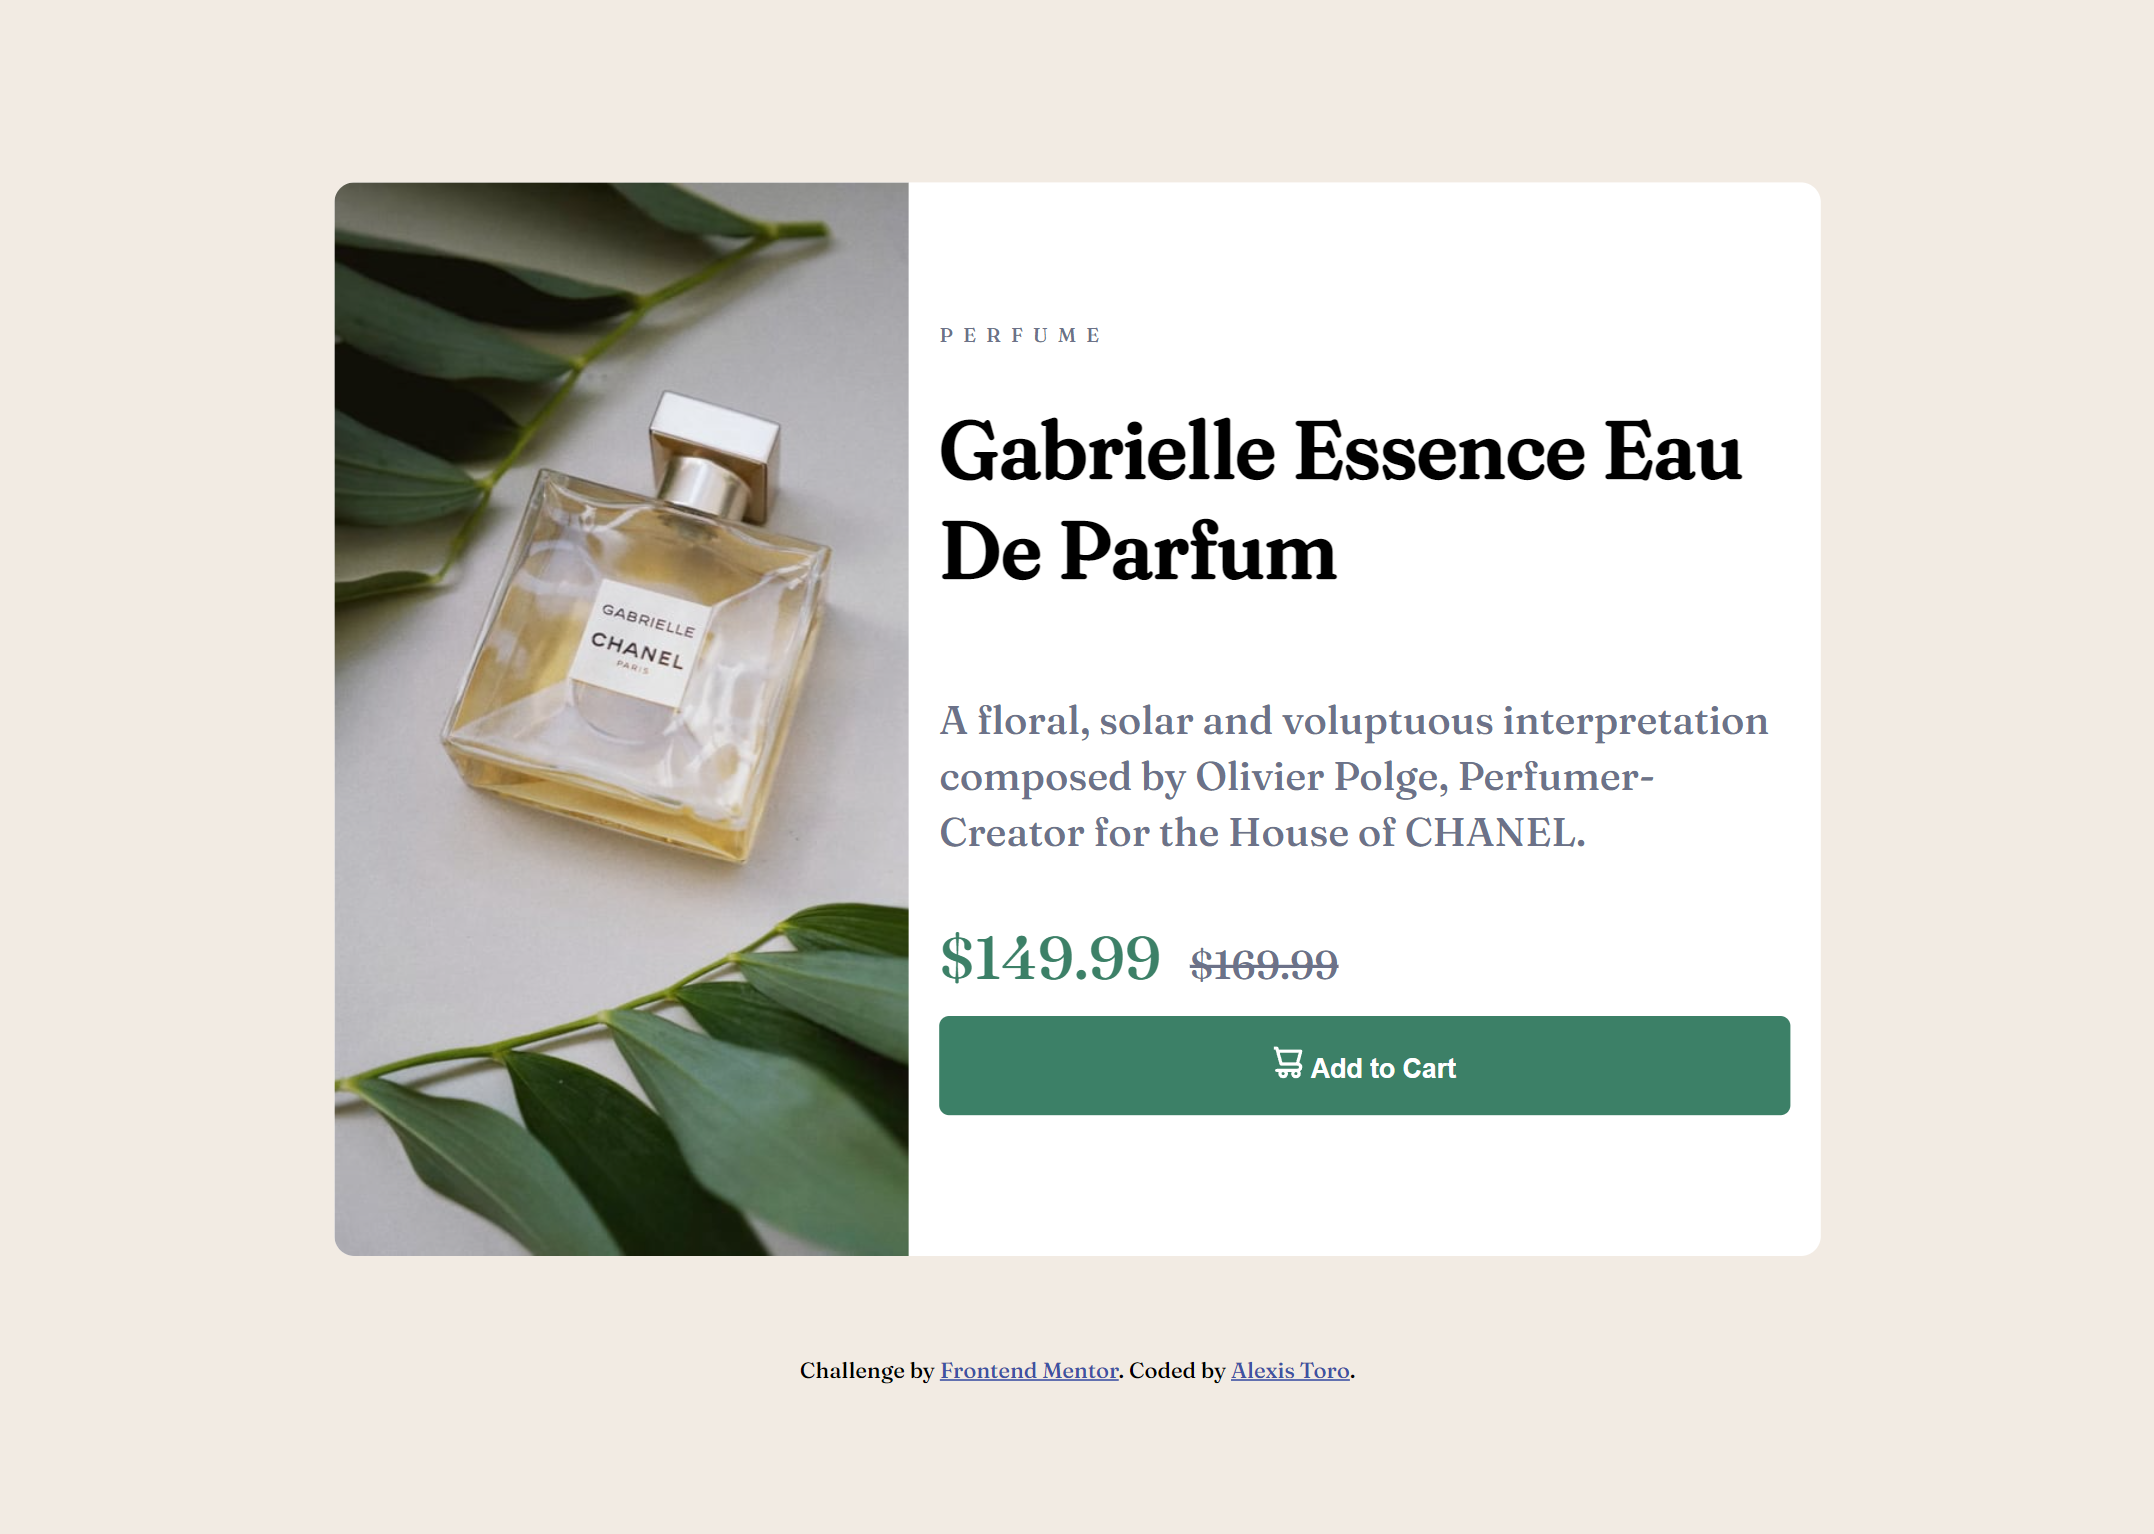 GABRIELLE
CHANEL
PARIS
PERFUME
Gabrielle Essence Eau
De Parfum
A floral, solar and voluptuous interpretation
composed by Olivier Polge, Perfumer-
Creator for the House of CHANEL.
$149.99 $169.99
Add to Cart
Challenge by Frontend Mentor. Coded by Alexis Toro.